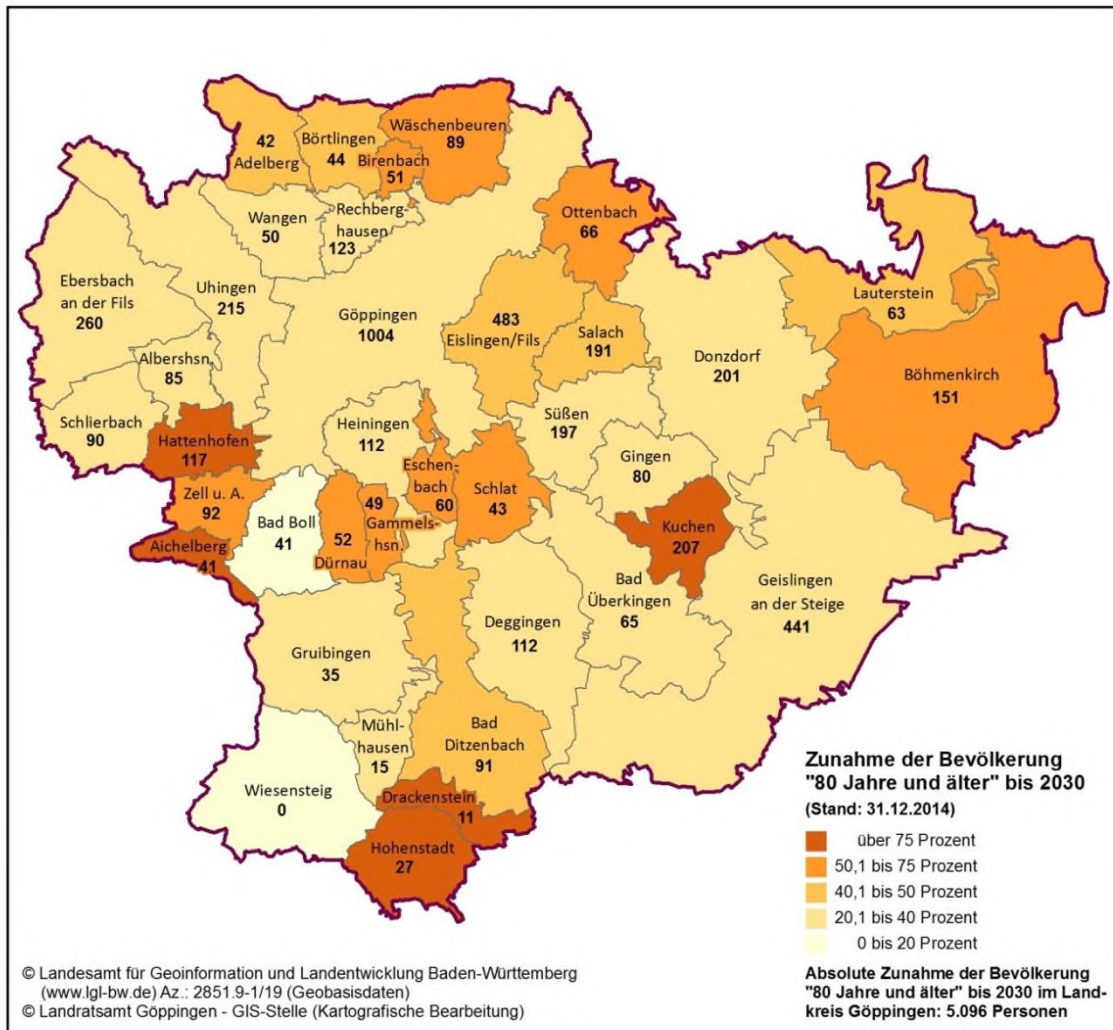 42
Adelberg
Börtlingen
44
Birenbach
51
Wäschenbeuren
89
Wangen
50
Rechberg-
hausen
123
Ottenbach
66
Ebersbach
an der Fils
260
Uhingen
215
Göppingen
1004
483
Eislingen/Fils
Salach
191
Donzdorf
201
Lauterstein
63
Böhmenkirch
151
Albershsn.
85
Schlierbach
90
Hattenhofen
117
Heiningen
112
Süßen
197
Gingen
80
Zell u. A.
92
Bad Boll
41
Aichelberg
41
52
Dürnau
49
Gammels-
hsn.
Eschen-
bach
60
Schlat
43
Kuchen
207
Bad
Überkingen
65
Geislingen
an der Steige
441
Deggingen
112
Gruibingen
35
Mühl-
hausen
15
Bad
Ditzenbach
91
Wiesensteig
0
Drackenstein
11
Hohenstadt
27
Zunahme der Bevölkerung
"80 Jahre und älter" bis 2030
(Stand: 31.12.2014)
über 75 Prozent
50,1 bis 75 Prozent
40,1 bis 50 Prozent
20,1 bis 40 Prozent
0 bis 20 Prozent
Absolute Zunahme der Bevölkerung
"80 Jahre und älter" bis 2030 im Land-
kreis Göppingen: 5.096 Personen
© Landesamt für Geoinformation und Landentwicklung Baden-Württemberg
(www.lgl-bw.de) Az.: 2851.9-1/19 (Geobasisdaten)
© Landratsamt Göppingen - GIS-Stelle (Kartografische Bearbeitung)